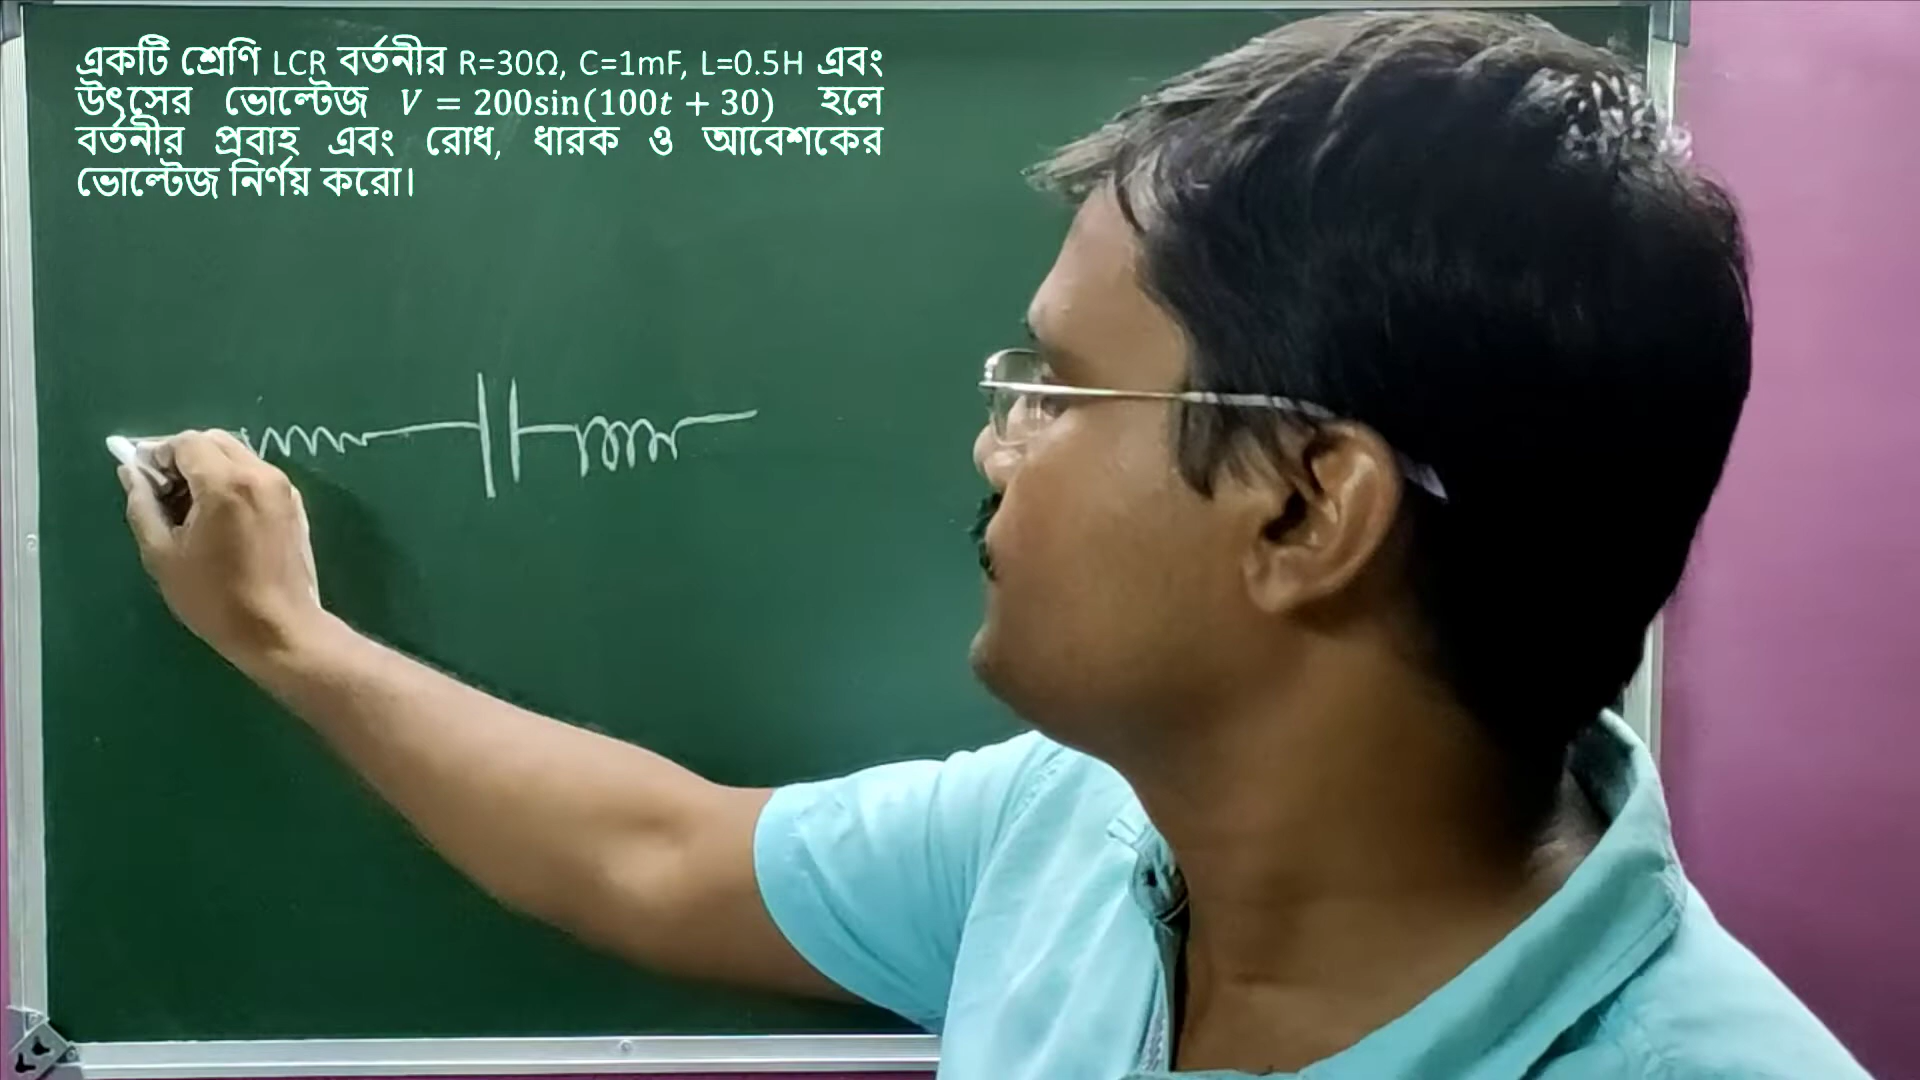 একটি শ্রেণি LCR বর্তনীর R=30Ω, C=1mF, L=0.5H এবং
উৎসের ভোল্টেজ V = 200sin(100t + 30) হলে
বর্তনীর প্রবাহ এবং রোধ, ধারক ও আবেশকের
ভোল্টেজ নির্ণয় করো।